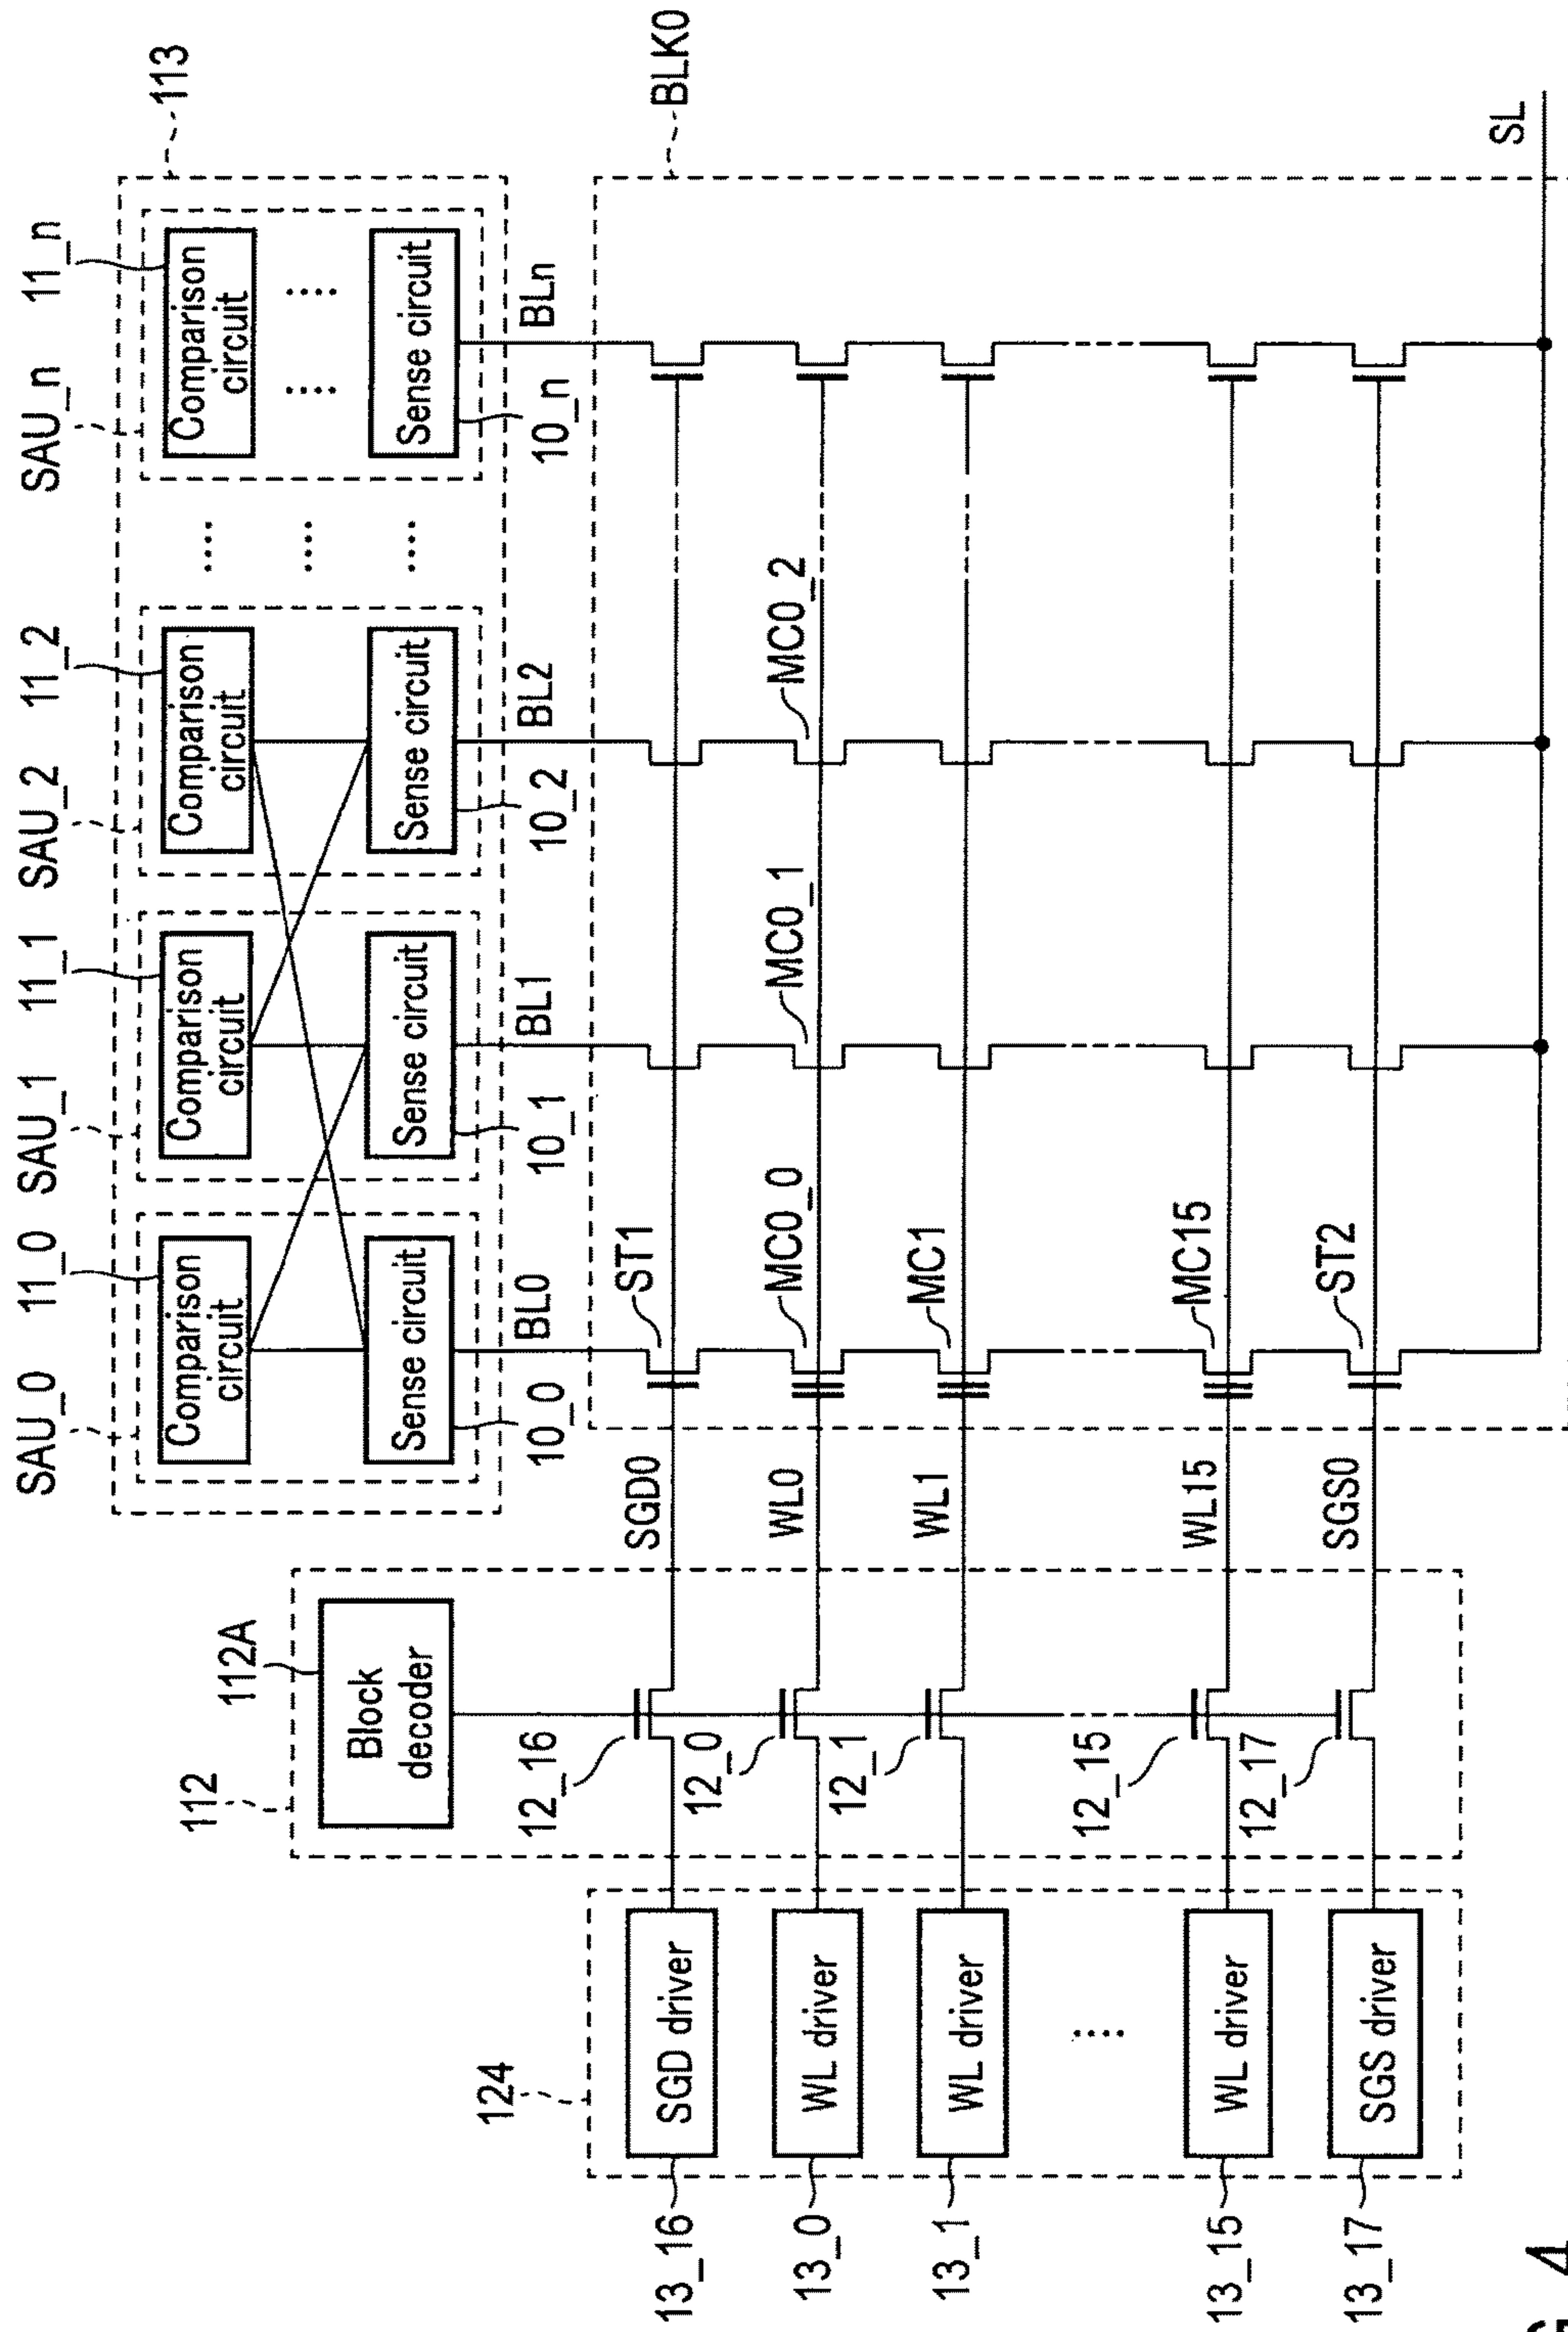 SAU_0 11_0 SAU_1 11_1 SAU_2 11_2 SAU_n 11_n
113
Comparison circuit
Comparison circuit
Comparison circuit
Comparison circuit
Sense circuit
Sense circuit
Sense circuit
Sense circuit
10_0 BL0 10_1 BL1 10_2 BL2 10_n BLn
112
112A
Block decoder
BLK0
124
13_16 SGD driver 12_16 SGD0 ST1
13_0 WL driver 12_0 WL0 MC0_0 MC0_1 MC0_2
13_1 WL driver 12_1 WL1 MC1
13_15 WL driver 12_15 WL15 MC15
13_17 SGS driver 12_17 SGS0 ST2
SL
4